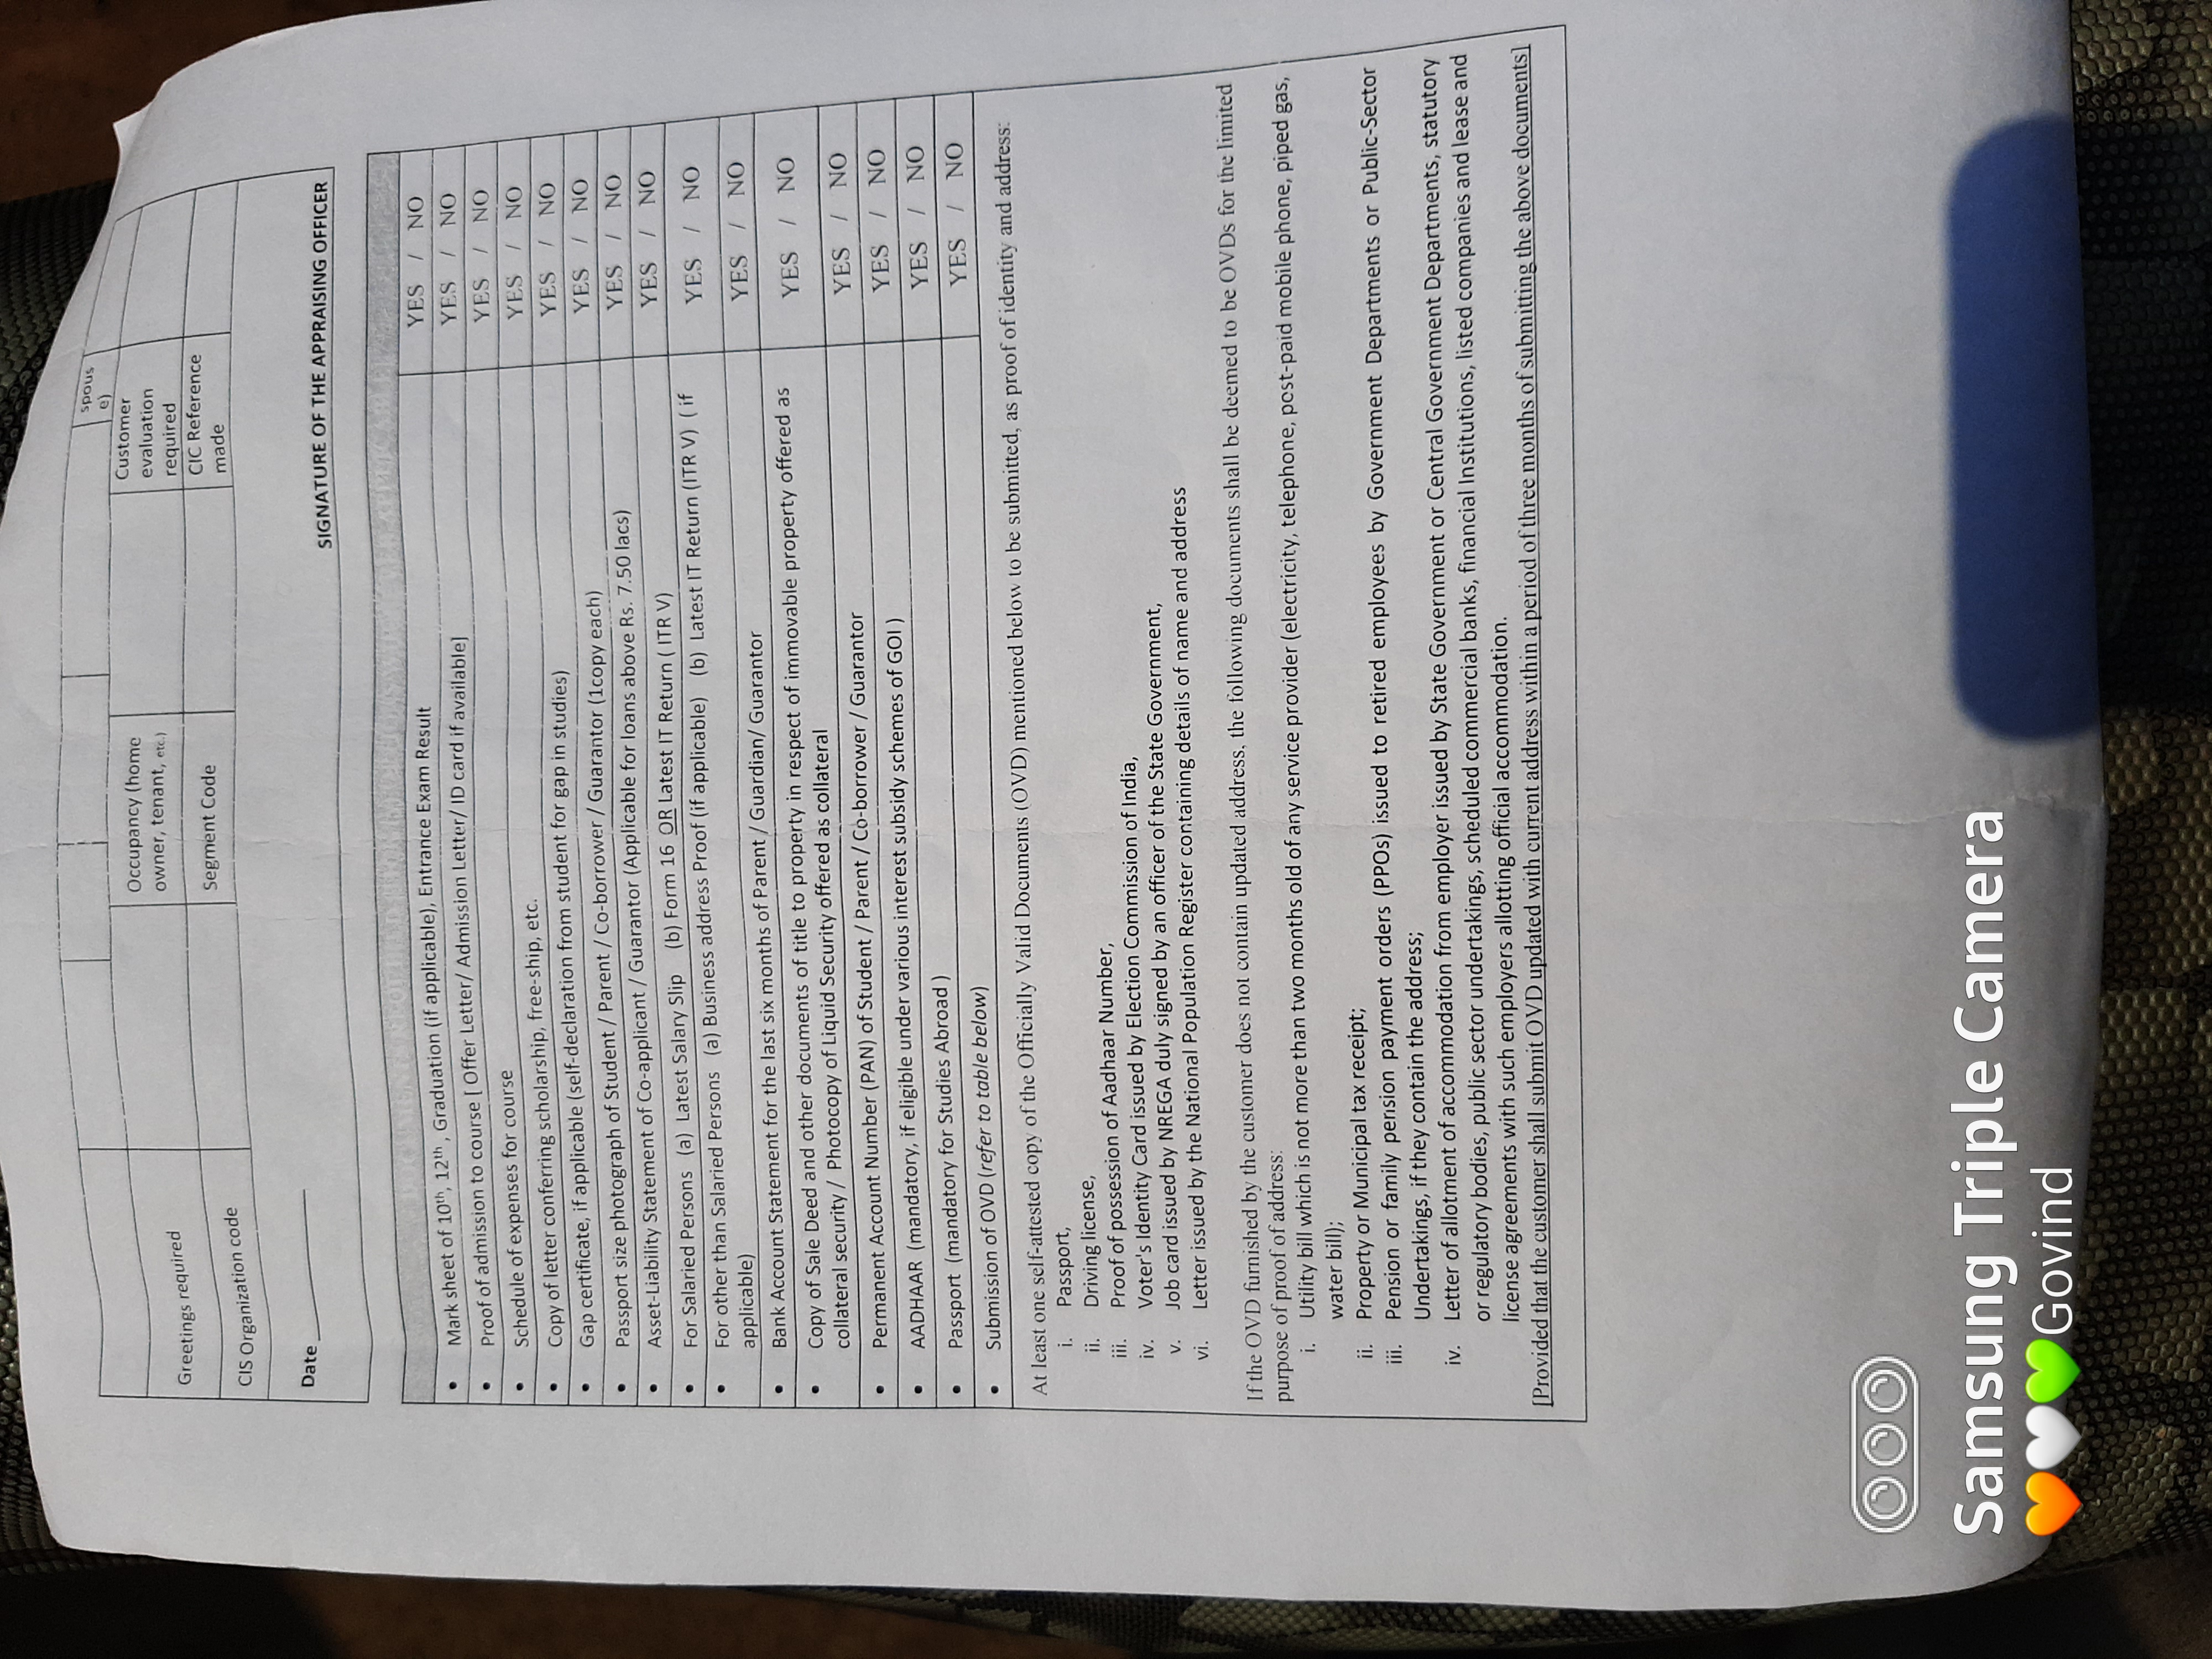 spous
e)
Greetings required
Occupancy (home
owner, tenant, etc.)
Customer
evaluation
required
CIS Organization code
Segment Code
CIC Reference
made
Date
SIGNATURE OF THE APPRAISING OFFICER
• Mark sheet of 10th, 12th , Graduation (if applicable), Entrance Exam Result YES / NO
• Proof of admission to course [ Offer Letter/ Admission Letter/ ID card if available] YES / NO
• Schedule of expenses for course YES / NO
• Copy of letter conferring scholarship, free-ship, etc. YES / NO
• Gap certificate, if applicable (self-declaration from student for gap in studies) YES / NO
• Passport size photograph of Student / Parent / Co-borrower / Guarantor (1copy each) YES / NO
• Asset-Liability Statement of Co-applicant / Guarantor (Applicable for loans above Rs. 7.50 lacs) YES / NO
• For Salaried Persons (a) Latest Salary Slip (b) Form 16 OR Latest IT Return ( ITR V) YES / NO
• For other than Salaried Persons (a) Business address Proof (if applicable) (b) Latest IT Return (ITR V) ( if YES / NO
applicable)
• Bank Account Statement for the last six months of Parent / Guardian/ Guarantor YES / NO
• Copy of Sale Deed and other documents of title to property in respect of immovable property offered as YES / NO
collateral security / Photocopy of Liquid Security offered as collateral
• Permanent Account Number (PAN) of Student / Parent / Co-borrower / Guarantor YES / NO
• AADHAAR (mandatory, if eligible under various interest subsidy schemes of GOI ) YES / NO
• Passport (mandatory for Studies Abroad ) YES / NO
• Submission of OVD (refer to table below) YES / NO
At least one self-attested copy of the Officially Valid Documents (OVD) mentioned below to be submitted, as proof of identity and address:
i. Passport,
ii. Driving license,
iii. Proof of possession of Aadhaar Number,
iv. Voter's Identity Card issued by Election Commission of India,
v. Job card issued by NREGA duly signed by an officer of the State Government,
vi. Letter issued by the National Population Register containing details of name and address
If the OVD furnished by the customer does not contain updated address, the following documents shall be deemed to be OVDs for the limited
purpose of proof of address:
i. Utility bill which is not more than two months old of any service provider (electricity, telephone, post-paid mobile phone, piped gas,
water bill);
ii. Property or Municipal tax receipt;
iii. Pension or family pension payment orders (PPOs) issued to retired employees by Government Departments or Public-Sector
Undertakings, if they contain the address;
iv. Letter of allotment of accommodation from employer issued by State Government or Central Government Departments, statutory
or regulatory bodies, public sector undertakings, scheduled commercial banks, financial Institutions, listed companies and lease and
license agreements with such employers allotting official accommodation.
[Provided that the customer shall submit OVD updated with current address within a period of three months of submitting the above documents]
Samsung Triple Camera
🧡🤍💚Govind